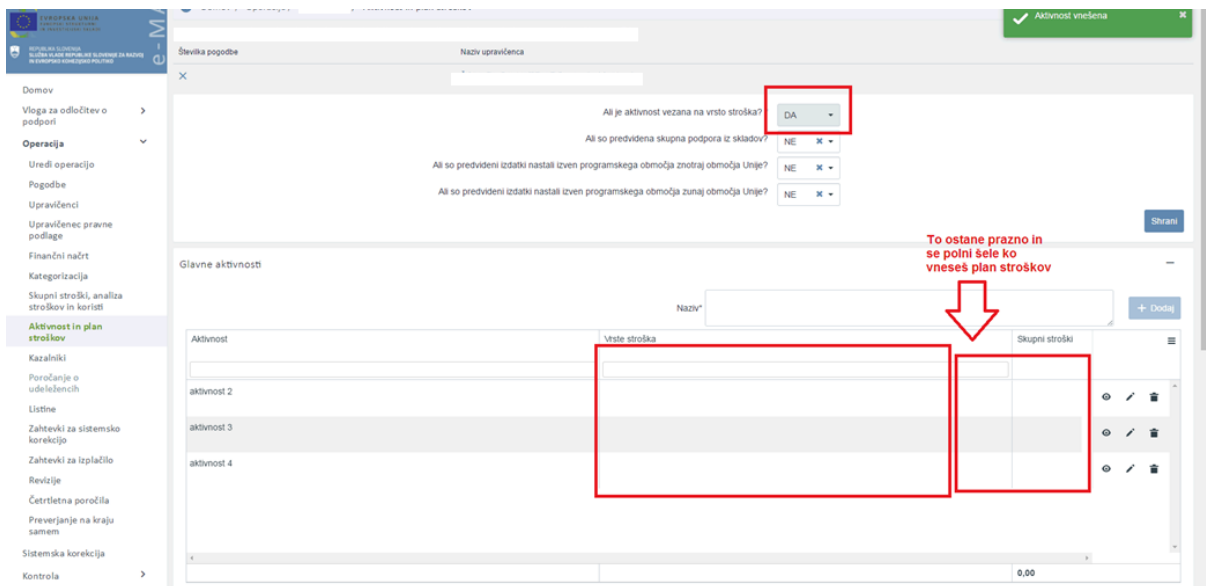 EVROPSKA UNIJA
e-MA
REPUBLIKA SLOVENIJA
SLUŽBA VLADE REPUBLIKE SLOVENIJE ZA RAZVOJ
IN EVROPSKO KOHEZIJSKO POLITIKO
Aktivnost vnešena
Številka pogodbe
Naziv upravičenca
Domov
Vloga za odločitev o
podpori
Operacija
Uredi operacijo
Pogodbe
Upravičenci
Upravičenec pravne
podlage
Finančni načrt
Kategorizacija
Skupni stroški, analiza
stroškov in koristi
Aktivnost in plan
stroškov
Kazalniki
Poročanje o
udeležencih
Listine
Zahtevki za sistemsko
korekcijo
Zahtevki za izplačilo
Revizije
Četrtletna poročila
Preverjanje na kraju
samem
Sistemska korekcija
Kontrola
Ali je aktivnost vezana na vrsto stroška? DA
Ali so predvidena skupna podpora iz skladov? NE
Ali so predvideni izdatki nastali izven programskega območja znotraj območja Unije? NE
Ali so predvideni izdatki nastali izven programskega območja zunaj območja Unije? NE
Shrani
To ostane prazno in
se polni šele ko
vneseš plan stroškov
Glavne aktivnosti
Naziv*
+ Dodaj
Aktivnost
Vrste stroška
Skupni stroški
aktivnost 2
aktivnost 3
aktivnost 4
0,00